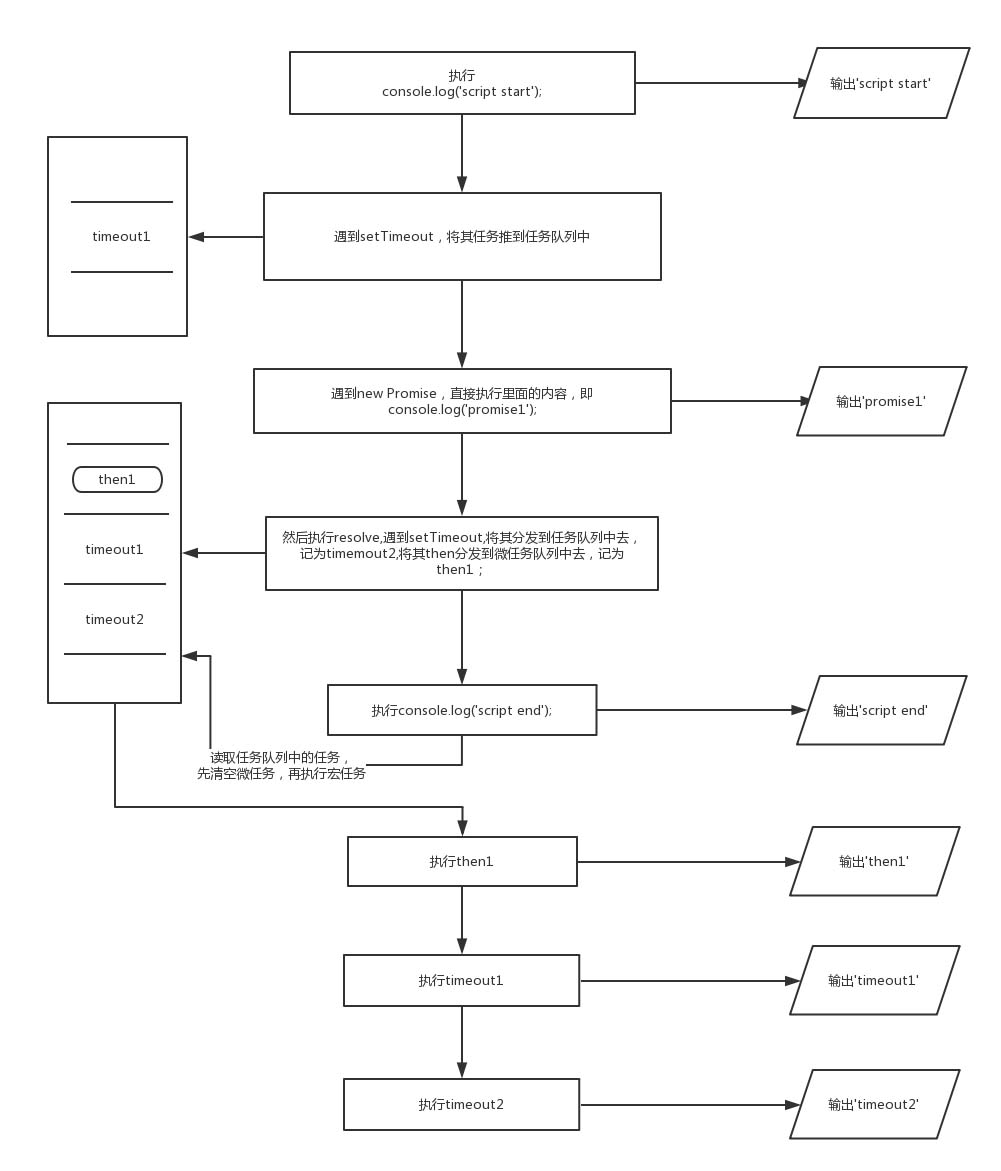 执行
console.log('script start');
输出'script start'
timeout1
遇到setTimeout，将其任务推到任务队列中
遇到new Promise，直接执行里面的内容，即
console.log('promise1');
输出'promise1'
then1
timeout1
timeout2
然后执行resolve,遇到setTimeout,将其分发到任务队列中去，
记为timemout2,将其then分发到微任务队列中去，记为
then1；
执行console.log('script end');
输出'script end'
读取任务队列中的任务，
先清空微任务，再执行宏任务
执行then1
输出'then1'
执行timeout1
输出'timeout1'
执行timeout2
输出'timeout2'